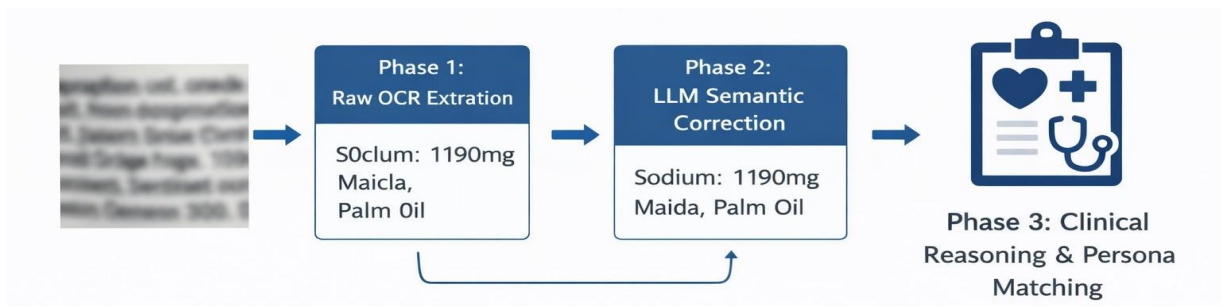 Phase 1:
Raw OCR Extration
S0clum: 1190mg
Maicla,
Palm 0il
Phase 2:
LLM Semantic
Correction
Sodium: 1190mg
Maida, Palm Oil
Phase 3: Clinical
Reasoning & Persona
Matching